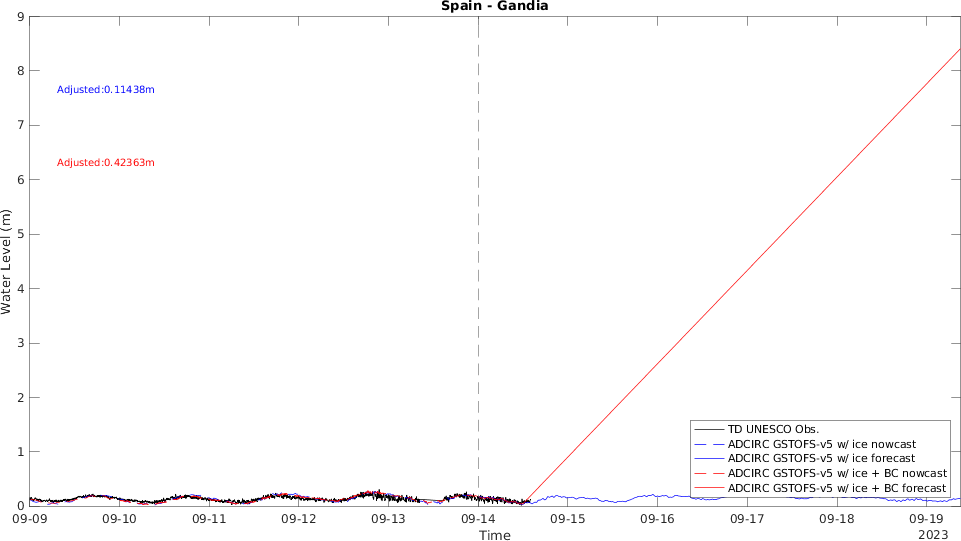 Spain - Gandia
9
8
7
6
5
4
3
2
1
0
Water Level (m)
Adjusted:0.11438m
Adjusted:0.42363m
TD UNESCO Obs.
ADCIRC GSTOFS-v5 w/ ice nowcast
ADCIRC GSTOFS-v5 w/ ice forecast
ADCIRC GSTOFS-v5 w/ ice + BC nowcast
ADCIRC GSTOFS-v5 w/ ice + BC forecast
09-09 09-10 09-11 09-12 09-13 09-14 09-15 09-16 09-17 09-18 09-19
Time
2023